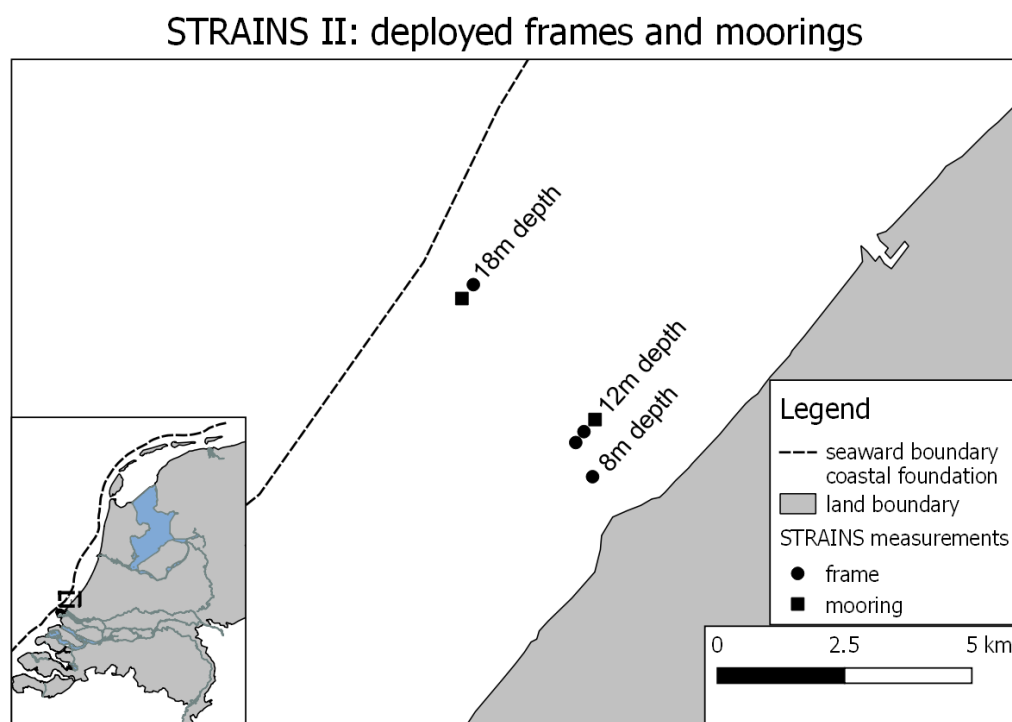 STRAINS II: deployed frames and moorings
18m depth
12m depth
8m depth
Legend
seaward boundary
coastal foundation
land boundary
STRAINS measurements
frame
mooring
0 2.5 5 km